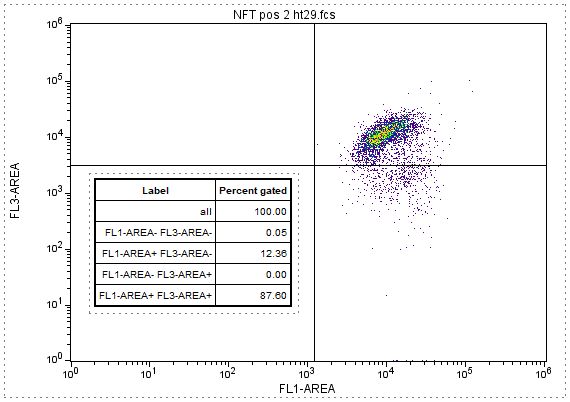 NFT pos 2 ht29.fcs
10^6
10^5
10^4
10^3
10^2
10^1
10^0
FL3-AREA
Label Percent gated
all 100.00
FL1-AREA- FL3-AREA- 0.05
FL1-AREA+ FL3-AREA- 12.36
FL1-AREA- FL3-AREA+ 0.00
FL1-AREA+ FL3-AREA+ 87.60
10^0 10^1 10^2 10^3 10^4 10^5 10^6
FL1-AREA